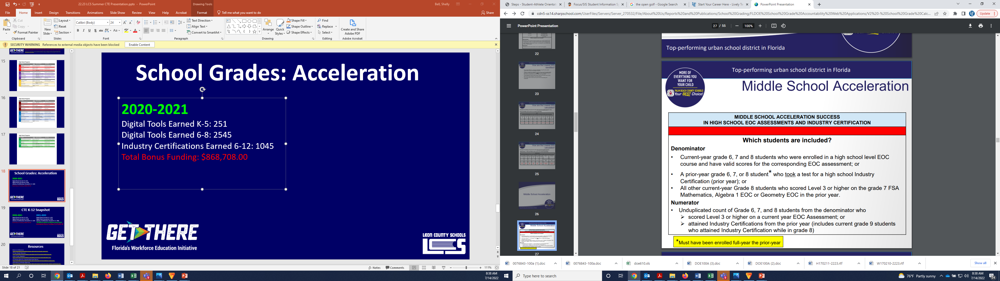 22.23 LCS Summer CTE Presentation.pptx - PowerPoint
Drawing Tools
Bell, Shelly
File Home Insert Design Transitions Animations Slide Show Review View Help Acrobat Format Tell me what you want to do Share
Paste
Cut
Copy
Format Painter
Clipboard
New Slide
Layout
Reset
Section
Slides
Calibri (Body) 24
Font
Text Direction
Align Text
Convert to SmartArt
Paragraph
Arrange
Quick Styles
Shape Fill
Shape Outline
Shape Effects
Drawing
Find
Replace
Select
Editing
Create and Share Adobe PDF
Adobe Acrobat
SECURITY WARNING References to external media objects have been blocked Enable Content
15
16
17
18
School Grades: Acceleration
2020-2021
19
CTE K-12 Snapshot
2020-2021 2021-2022
20
Resources
School Grades: Acceleration
2020-2021
Digital Tools Earned K-5: 251
Digital Tools Earned 6-8: 2545
Industry Certifications Earned 6-12: 1045
Total Bonus Funding: $868,708.00
GET THERE
Florida's Workforce Education Initiative
LEON COUNTY SCHOOLS
LCS
Slide 18 of 21
Notes Comments 111%
8:38 AM
7/14/2022
Steps - Student-Athlete Orientat
Focus/SIS Student Information S
the open golf - Google Search
Start Your Career Here - Lively Te
PowerPoint Presentation
cdn5-ss14.sharpschool.com/UserFiles/Servers/Server_270532/File/About%20Us/Reports%20and%20Publications/School%20Grading/FLDOE%20School%20Grade%20Accountability%20Web%20Applications/V2%20-%20School%20Grade%20Calc...
Update
PowerPoint Presentation
27 / 55
100%
22
23
24
25
Middle School Acceleration
26
27
Top-performing urban school district in Florida
Top-performing urban school district in Florida
MORE OF
EVERYTHING YOU
WANT FOR
YOUR CHILD
PALM BEACH COUNTY SCHOOLS
Your BEST Choice!
Middle School Acceleration
MIDDLE SCHOOL ACCELERATION SUCCESS
IN HIGH SCHOOL EOC ASSESSMENTS AND INDUSTRY CERTIFICATION
Which students are included?
Denominator
• Current-year grade 6, 7 and 8 students who were enrolled in a high school level EOC
course and have valid scores for the corresponding EOC assessment; or
• A prior-year grade 6, 7, or 8 student* who took a test for a high school Industry
Certification (prior year); or
• All other current-year Grade 8 students who scored Level 3 or higher on the grade 7 FSA
Mathematics, Algebra 1 EOC or Geometry EOC in the prior year.
Numerator
• Unduplicated count of Grade 6, 7, and 8 students from the denominator who
➢ scored Level 3 or higher on a current year EOC Assessment; or
➢ attained Industry Certifications from the prior year (includes current grade 9 students
who attained Industry Certification while in grade 8)
*Must have been enrolled full-year the prior-year
0076843-100a (1).doc
0076843-100a.doc
doe610.xls
DOE100A (3).doc
DOE100A (2).doc
H170211-2223.rtf
W170210-2223.rtf
Show all
Type here to search
76°F Partly sunny
8:38 AM
7/14/2022